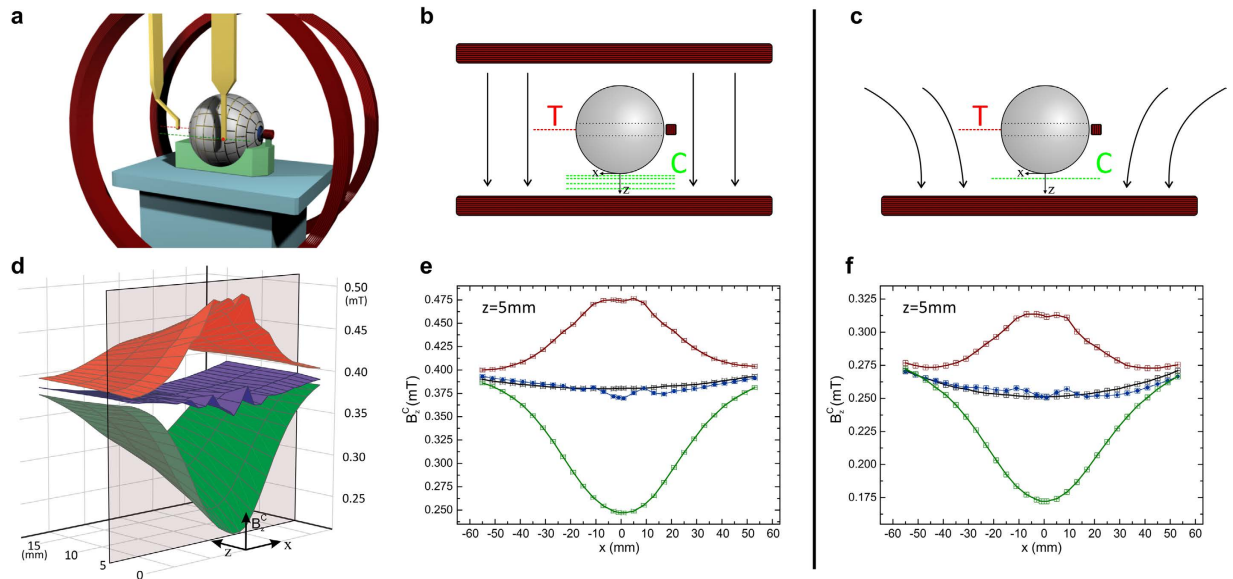 a
b
T
C
x
z
c
T
C
x
z
d
0.50
(mT)
0.45
0.40
0.35
0.30
0.25
B^C
z
x
15
(mm)
10
5
0
e
z=5mm
B_z^C (mT)
0.475
0.450
0.425
0.400
0.375
0.350
0.325
0.300
0.275
0.250
-60 -50 -40 -30 -20 -10 0 10 20 30 40 50 60
x (mm)
f
z=5mm
B_z^C (mT)
0.325
0.300
0.275
0.250
0.225
0.200
0.175
-60 -50 -40 -30 -20 -10 0 10 20 30 40 50 60
x (mm)